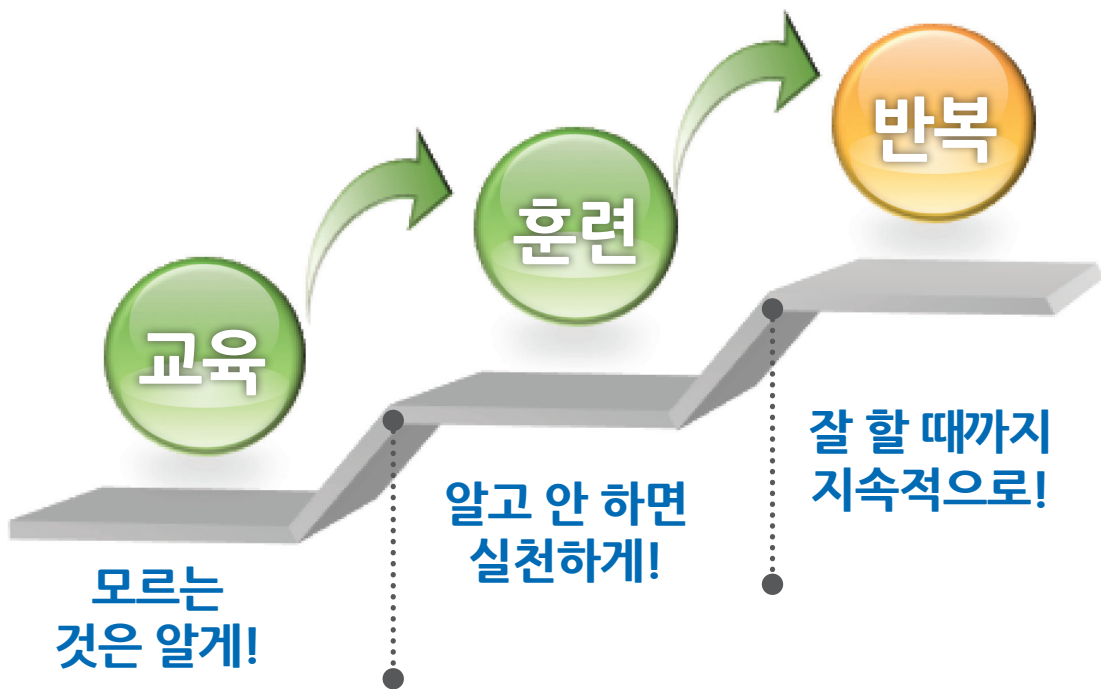 교육
모르는
것은 알게!
훈련
알고 안 하면
실천하게!
반복
잘 할 때까지
지속적으로!